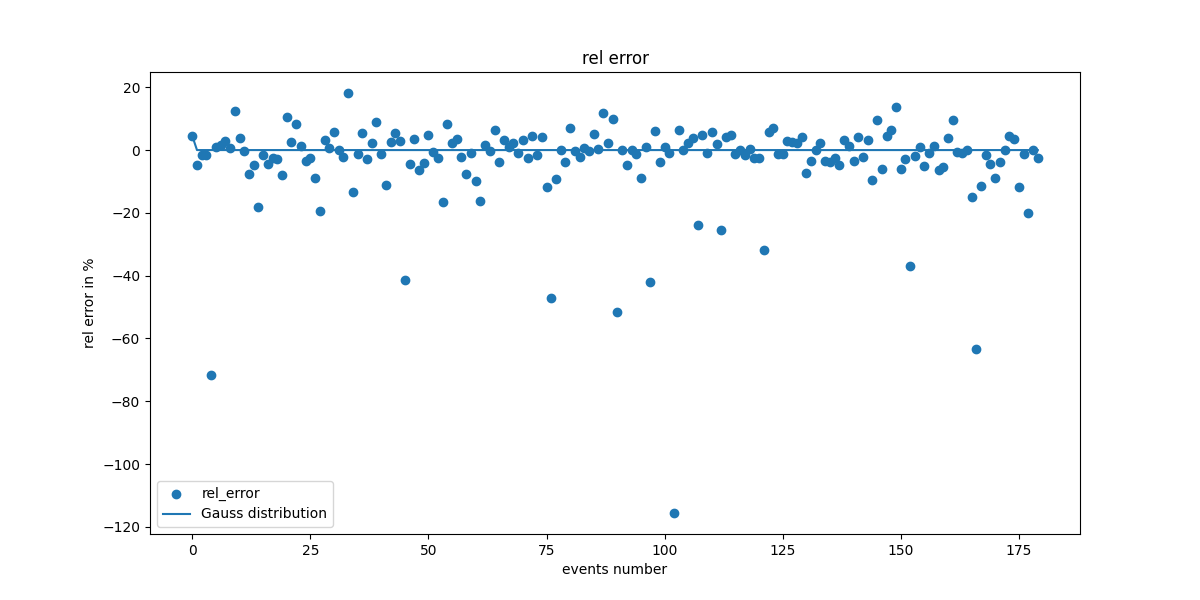 rel error
20
0
−20
−40
−60
−80
−100
−120
rel error in %
rel_error
Gauss distribution
0 25 50 75 100 125 150 175
events number